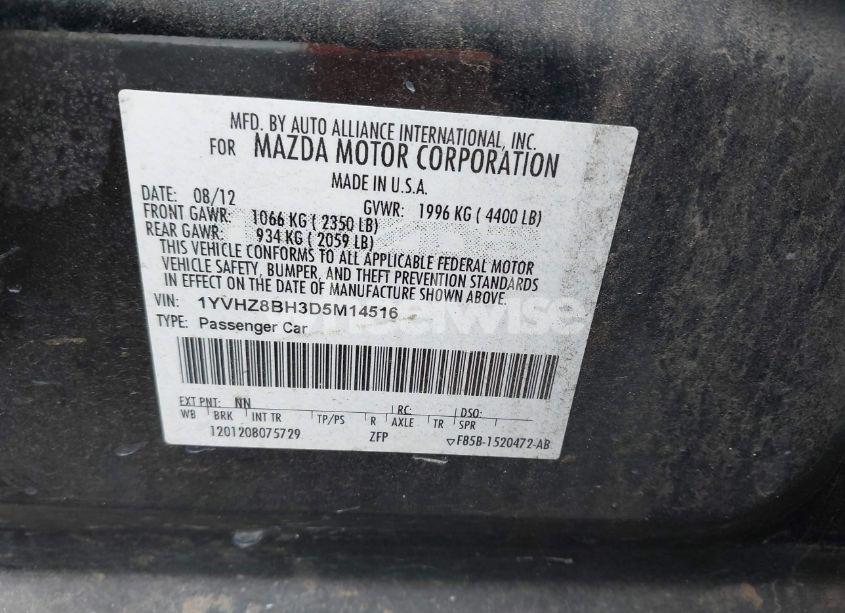 MFD. BY AUTO ALLIANCE INTERNATIONAL, INC.
FOR MAZDA MOTOR CORPORATION
MADE IN U.S.A.
DATE: 08/12 GVWR: 1996 KG ( 4400 LB)
FRONT GAWR: 1066 KG ( 2350 LB)
REAR GAWR: 934 KG ( 2059 LB)
THIS VEHICLE CONFORMS TO ALL APPLICABLE FEDERAL MOTOR
VEHICLE SAFETY, BUMPER, AND THEFT PREVENTION STANDARDS
IN EFFECT ON THE DATE OF MANUFACTURE SHOWN ABOVE.
VIN: 1YVHZ8BH3D5M14516
TYPE: Passenger Car
EXT PNT: NN RC: DSO:
WB BRK INT TR TP/PS R AXLE TR SPR
1201208075729 ZFP ▽FB5B-1520472-AB